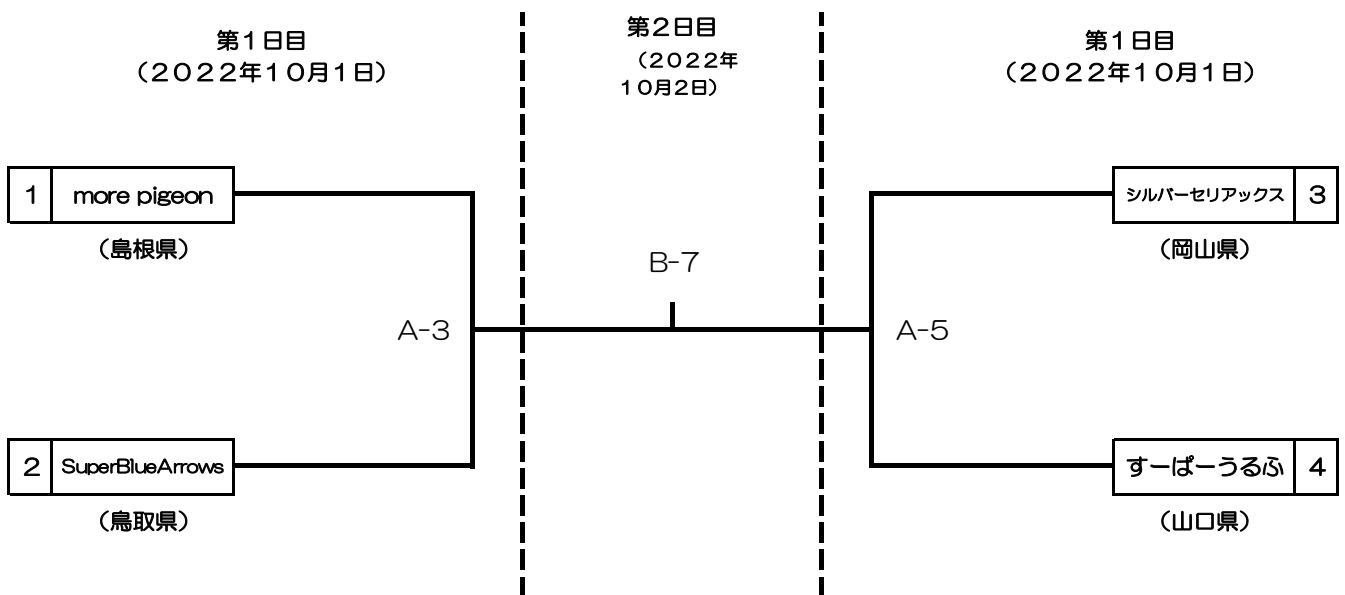 第1日目
（２０２２年１０月１日）
第２日目
（２０２２年
１０月２日）
第1日目
（２０２２年１０月１日）
1 more pigeon
（島根県）
A-3
2 SuperBlueArrows
（鳥取県）
B-7
シルバーセリアックス 3
（岡山県）
A-5
すーぱーうるふ 4
（山口県）